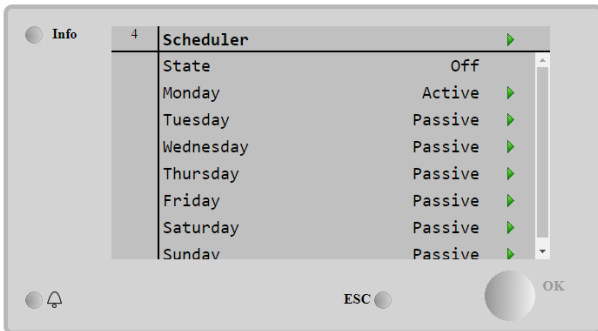 Info
4 Scheduler
State Off
Monday Active
Tuesday Passive
Wednesday Passive
Thursday Passive
Friday Passive
Saturday Passive
Sunday Passive
ESC OK